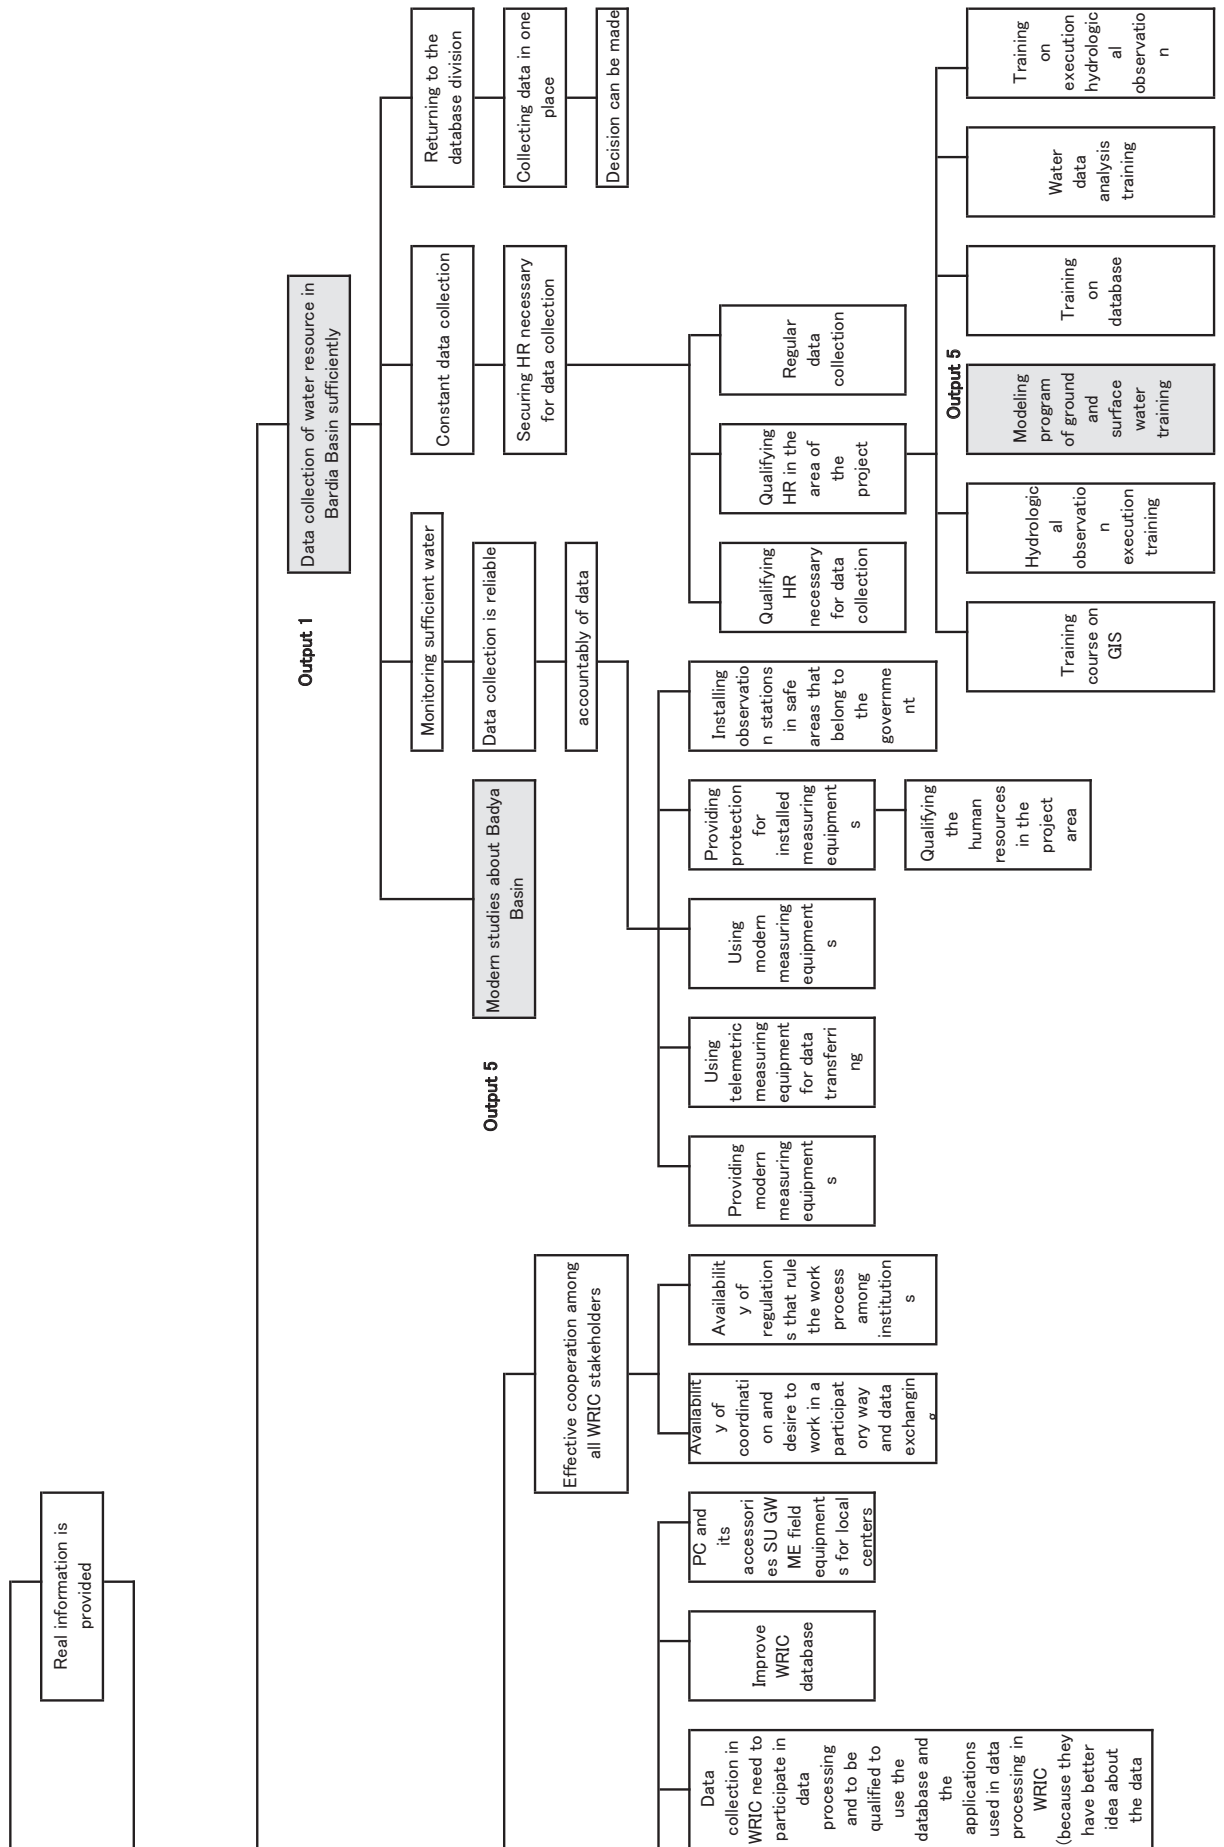 Real information is
provided
Data collection of water resource in
Bardia Basin sufficiently
Output 1
Monitoring sufficient water
Constant data collection
Returning to the
database division
Modern studies about Badya
Basin
Output 5
Data collection is reliable
Securing HR necessary
for data collection
Collecting data in one
place
Effective cooperation among
all WRIC stakeholders
accountably of data
Decision can be made
Data
collection in
WRIC need to
participate in
data
processing
and to be
qualified to
use the
database and
the
applications
used in data
processing in
WRIC
(because they
have better
idea about
the data
Improve
WRIC
database
PC and
its
accessori
es SU GW
ME field
equipment
s for local
centers
Availabilit
y of
coordinati
on and
desire to
work in a
participat
ory way
and data
exchangin
g
Availabilit
y of
regulation
s that rule
the work
process
among
institution
s
Providing
modern
measuring
equipment
s
Using
telemetric
measuring
equipment
for data
transferri
ng
Using
modern
measuring
equipment
s
Providing
protection
for
installed
measuring
equipment
s
Installing
observatio
n stations
in safe
areas that
belong to
the
governme
nt
Qualifying
HR
necessary
for data
collection
Qualifying
HR in the
area of
the
project
Regular
data
collection
Qualifying
the
human
resources
in the
project
area
Output 5
Training
course on
GIS
Hydrologic
al
observatio
n
execution
training
Modeling
program
of ground
and
surface
water
training
Training
on
database
Water
data
analysis
training
Training
on
execution
hydrologic
al
observatio
n